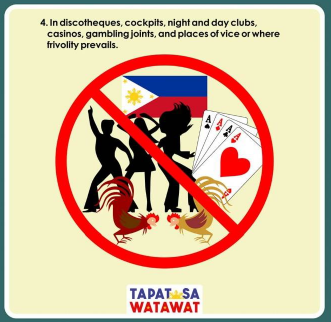 4. In discotheques, cockpits, night and day clubs,
casinos, gambling joints, and places of vice or where
frivolity prevails.
A A A A
TAPAT SA
WATAWAT